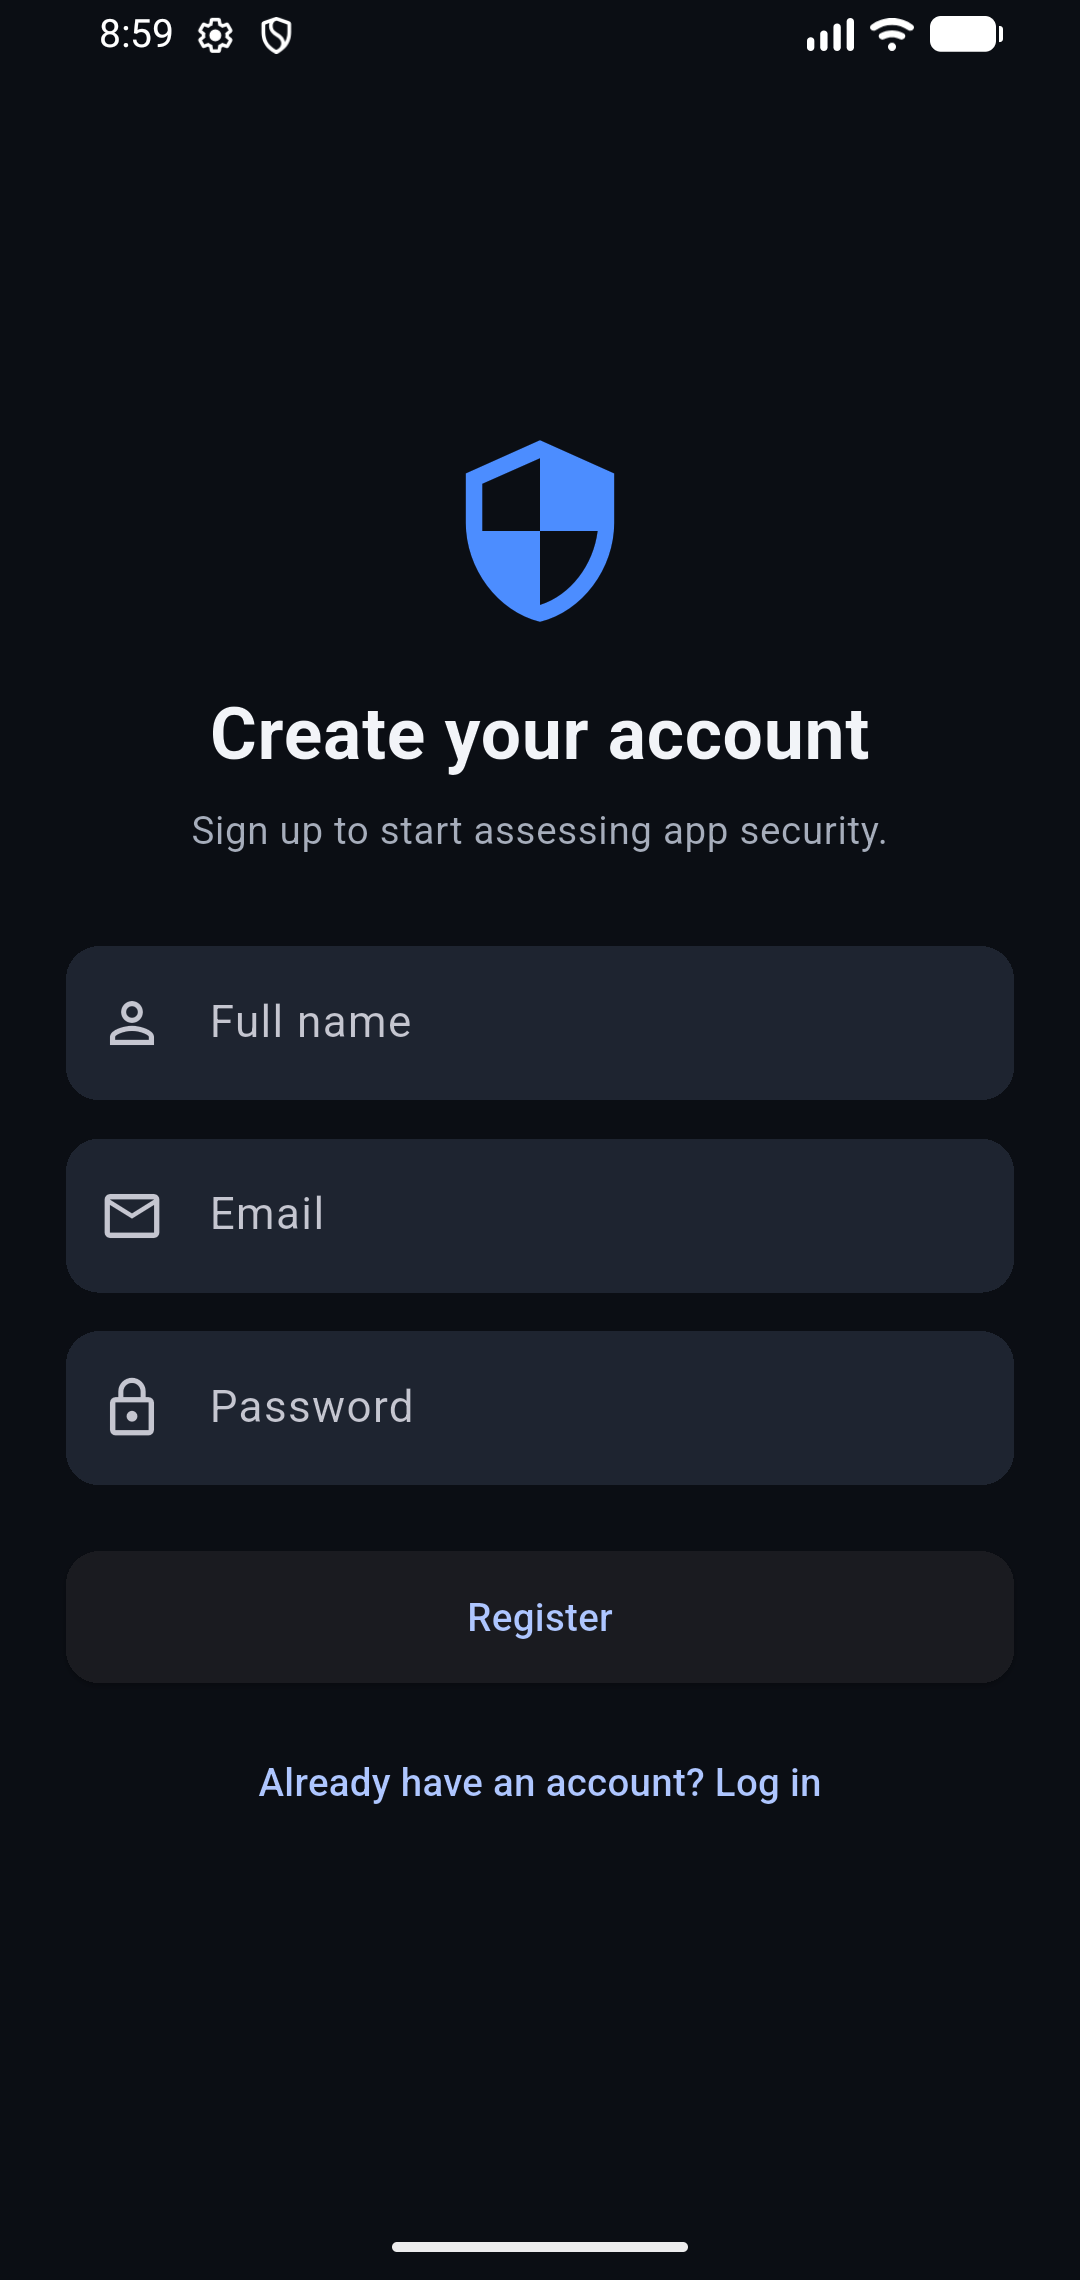 8:59
Create your account
Sign up to start assessing app security.
Full name
Email
Password
Register
Already have an account? Log in